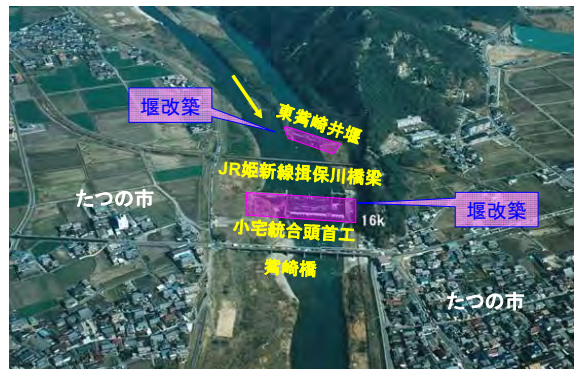 堰改築
東觜崎井堰
JR姫新線揖保川橋梁
たつの市
堰改築
16k
小宅統合頭首工
觜崎橋
たつの市